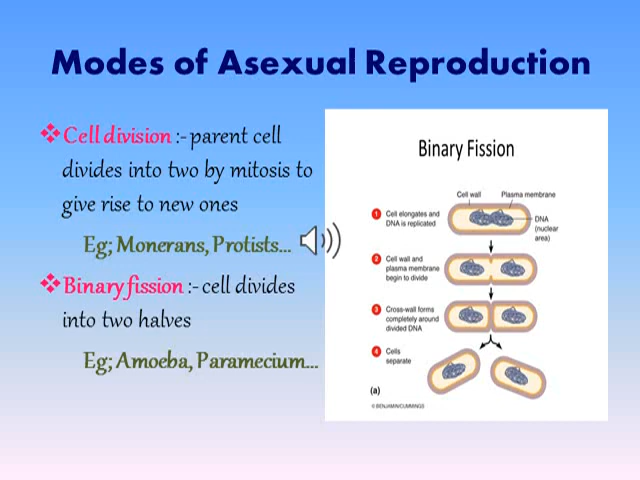 Modes of Asexual Reproduction
❖Cell division :- parent cell
divides into two by mitosis to
give rise to new ones
Eg; Monerans, Protists...
❖Binary fission :- cell divides
into two halves
Eg; Amoeba, Paramecium...
Binary Fission
Cell wall
Plasma membrane
1 Cell elongates and
DNA is replicated
DNA
(nuclear
area)
2 Cell wall and
plasma membrane
begin to divide
3 Cross-wall forms
completely around
divided DNA
4 Cells
separate
(a)
© BENJAMIN/CUMMINGS